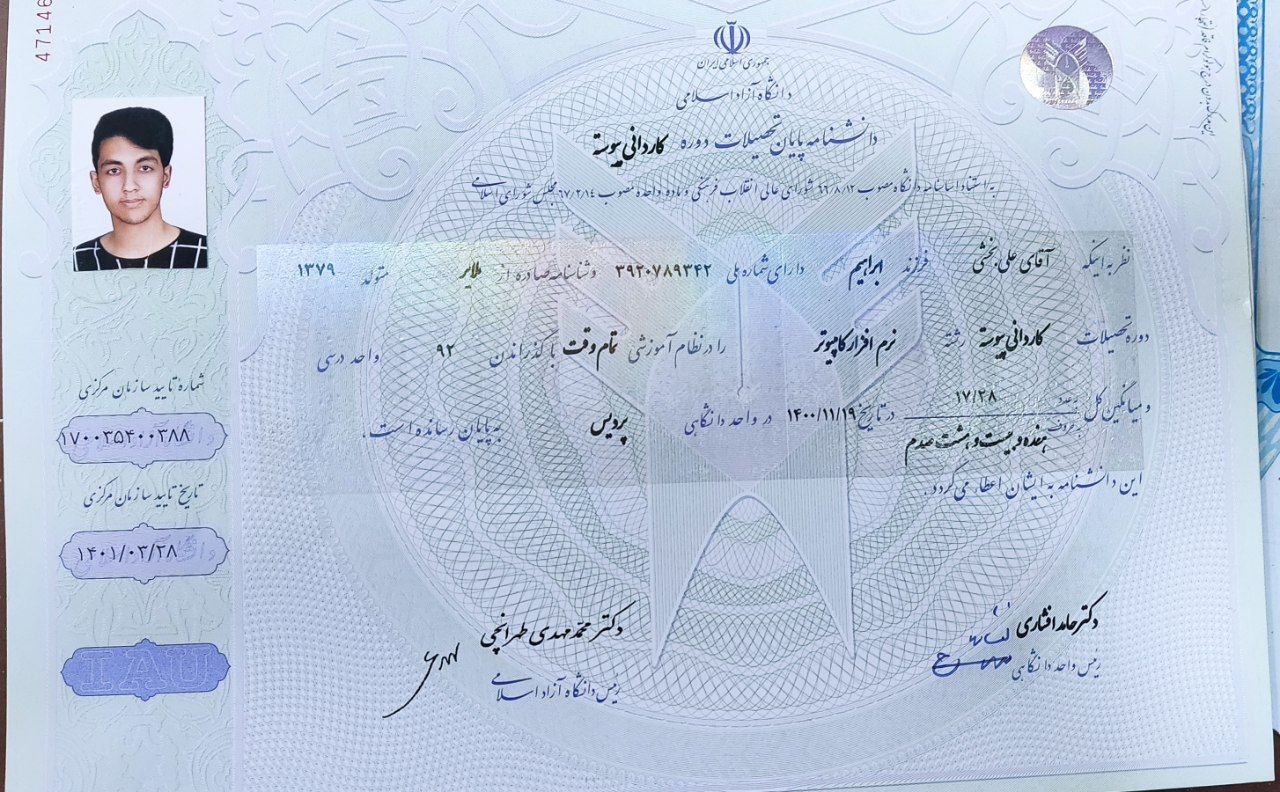 47146
جمهوری اسلامی ایران
دانشگاه آزاد اسلامی
دانشنامه پایان تحصیلات دوره کاردانی پیوسته
به استناد اساسنامه دانشگاه مصوب ۶۶/۸/۱۲ شورای عالی انقلاب فرهنگی و ماده واحده مصوب ۶۷/۲/۱۴ مجلس شورای اسلامی
نظر به اینکه آقای علی بخشی فرزند ابراهیم دارای شماره ملی ۳۹۲۰۷۸۹۳۴۲ و شناسنامه صادره از ملایر متولد ۱۳۷۹
دوره تحصیلات کاردانی پیوسته رشته نرم افزار کامپیوتر را در نظام آموزشی تمام وقت با گذراندن ۹۲ واحد درسی
و میانگین کل به عدد ۱۷/۲۸ در تاریخ ۱۴۰۰/۱۱/۱۹ در واحد دانشگاهی پردیس به پایان رسانده است.
به حروف هفده و بیست و هشت صدم
این دانشنامه به ایشان اعطا می گردد.
شماره تایید سازمان مرکزی
۱۷۰۰۳۵۴۰۰۳۸۸
تاریخ تایید سازمان مرکزی
۱۴۰۱/۰۳/۲۸
IAU
دکتر حامد افشاری
رئیس واحد دانشگاهی
دکتر محمد مهدی طهرانچی
رئیس دانشگاه آزاد اسلامی